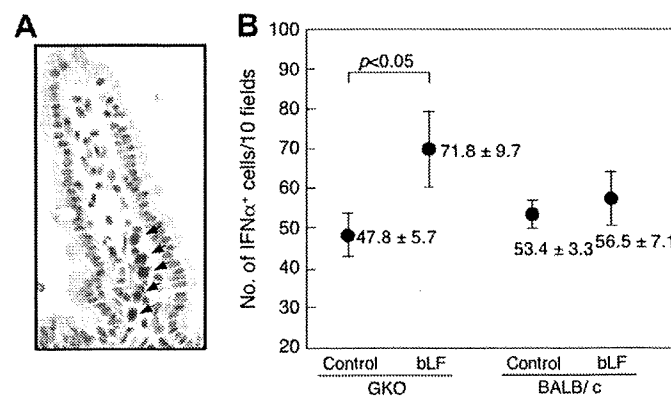 A
B
No. of IFNα⁺ cells/10 fields
100
90
80
70
60
50
40
30
20
p<0.05
71.8 ± 9.7
47.8 ± 5.7
53.4 ± 3.3
56.5 ± 7.1
Control bLF Control bLF
GKO BALB/ c